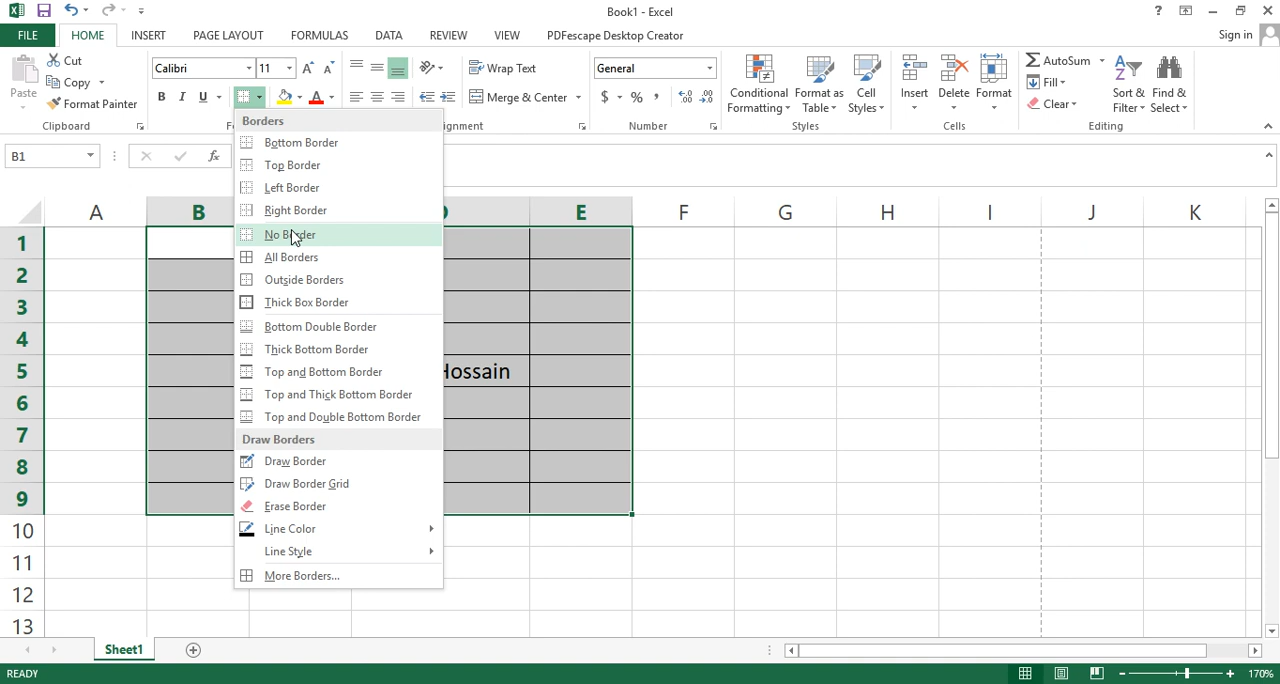 Book1 - Excel
?
FILE HOME INSERT PAGE LAYOUT FORMULAS DATA REVIEW VIEW PDFescape Desktop Creator Sign in
Cut
Copy
Format Painter
Paste
Clipboard
Calibri 11
B I U
Wrap Text
Merge & Center
General
$ % ,
Number
Conditional Formatting
Format as Table
Cell Styles
Styles
Insert Delete Format
Cells
AutoSum
Fill
Clear
Sort & Filter
Find & Select
Editing
B1
fx
A B E F G H I J K
1
2
3
4
5 Hossain
6
7
8
9
10
11
12
13
Borders
Bottom Border
Top Border
Left Border
Right Border
No Border
All Borders
Outside Borders
Thick Box Border
Bottom Double Border
Thick Bottom Border
Top and Bottom Border
Top and Thick Bottom Border
Top and Double Bottom Border
Draw Borders
Draw Border
Draw Border Grid
Erase Border
Line Color
Line Style
More Borders...
Sheet1
READY
170%